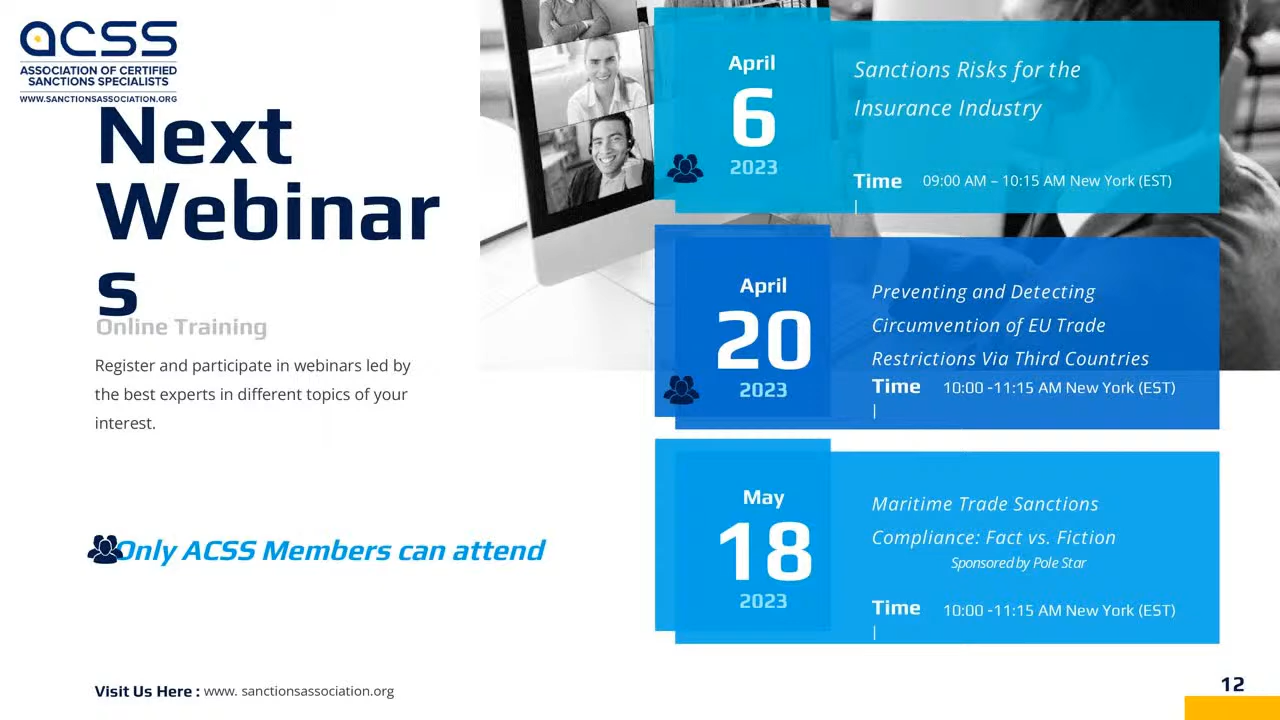 acss
ASSOCIATION OF CERTIFIED
SANCTIONS SPECIALISTS
WWW.SANCTIONSASSOCIATION.ORG
Next
Webinar
s
Online Training
Register and participate in webinars led by
the best experts in different topics of your
interest.
Only ACSS Members can attend
Visit Us Here : www. sanctionsassociation.org
April
6
2023
Sanctions Risks for the
Insurance Industry
Time 09:00 AM – 10:15 AM New York (EST)
|
April
20
2023
Preventing and Detecting
Circumvention of EU Trade
Restrictions Via Third Countries
Time 10:00 -11:15 AM New York (EST)
|
May
18
2023
Maritime Trade Sanctions
Compliance: Fact vs. Fiction
Sponsored by Pole Star
Time 10:00 -11:15 AM New York (EST)
|
12